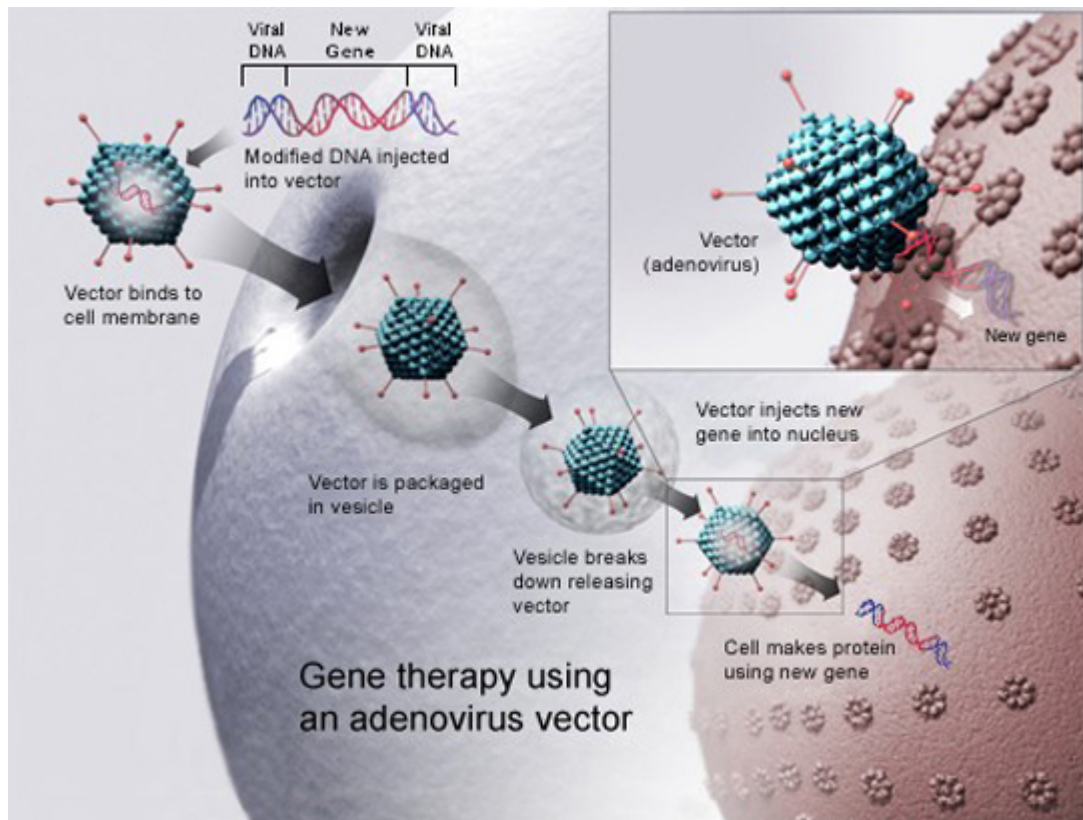 Viral
DNA
New
Gene
Viral
DNA
Modified DNA injected
into vector
Vector binds to
cell membrane
Vector is packaged
in vesicle
Vesicle breaks
down releasing
vector
Vector
(adenovirus)
New gene
Vector injects new
gene into nucleus
Cell makes protein
using new gene
Gene therapy using
an adenovirus vector